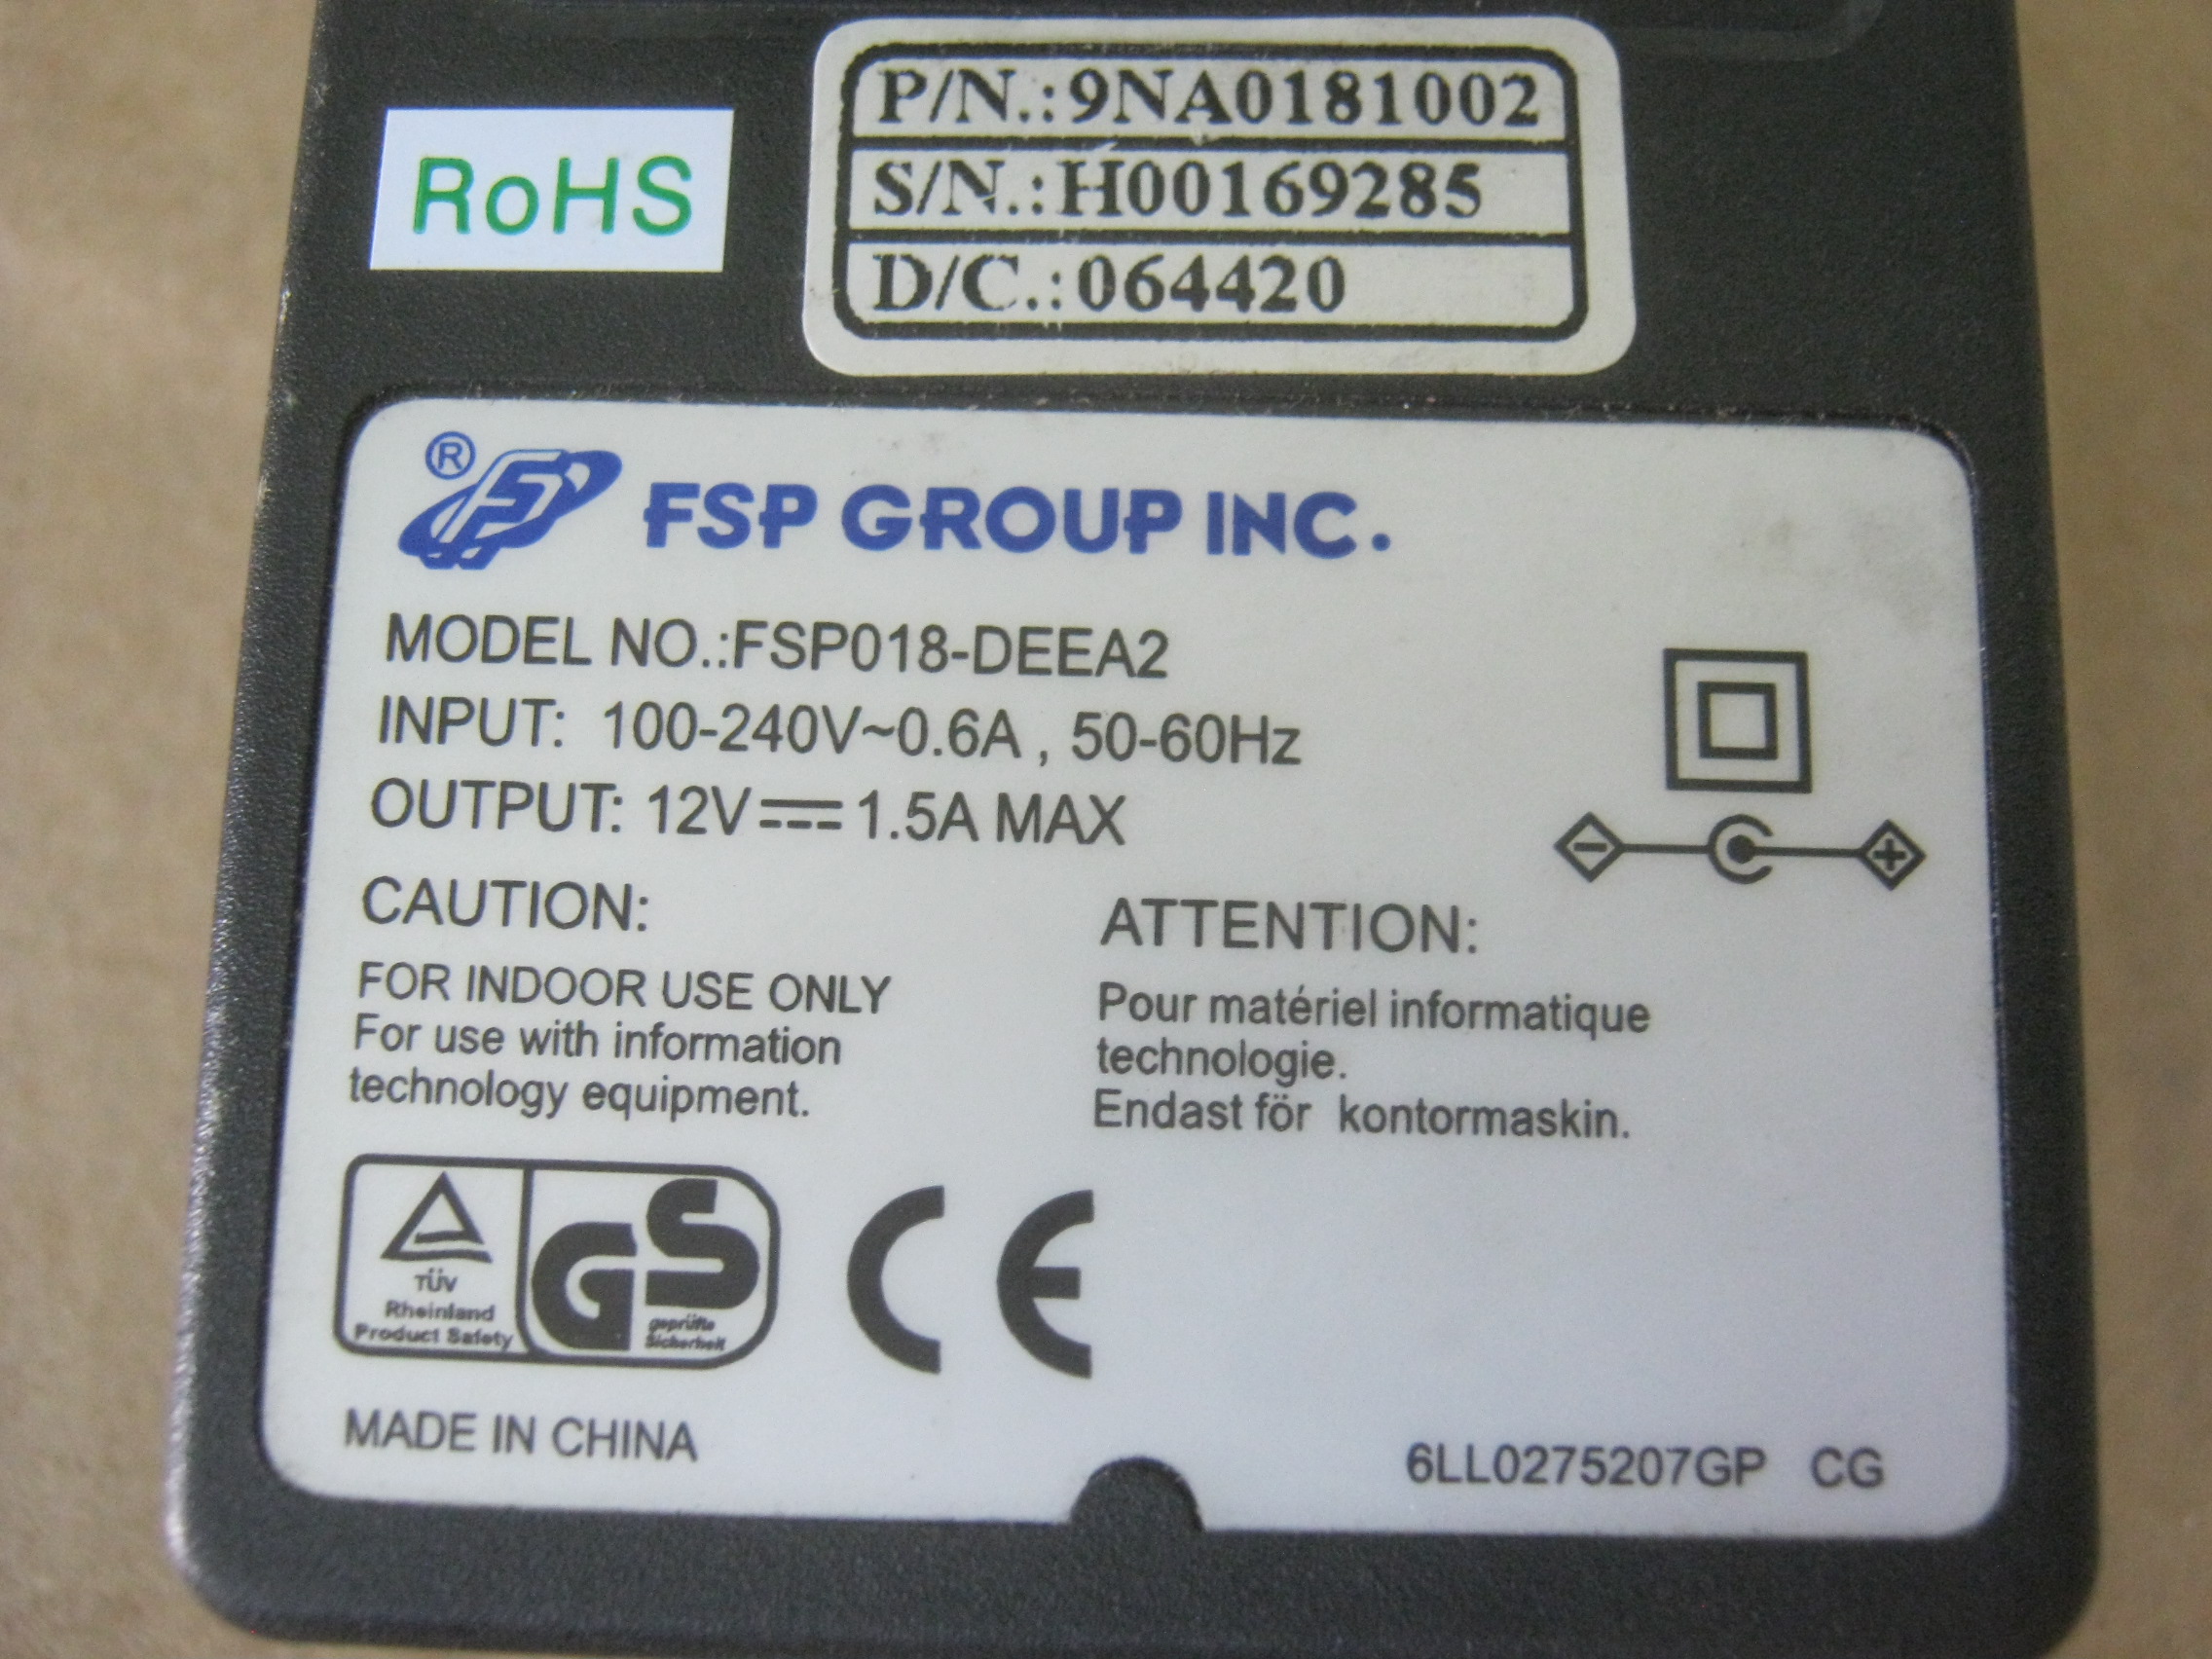 P/N.:9NA0181002
RoHS
S/N.:H00169285
D/C.:064420
® FSP FSP GROUP INC.
MODEL NO.:FSP018-DEEA2
INPUT: 100-240V~0.6A , 50-60Hz
OUTPUT: 12V⎓1.5A MAX
CAUTION:
FOR INDOOR USE ONLY
For use with information
technology equipment.
ATTENTION:
Pour matériel informatique
technologie.
Endast för kontormaskin.
TÜV
Rheinland
Product Safety
GS
geprüfte
Sicherheit
CE
MADE IN CHINA
6LL0275207GP CG